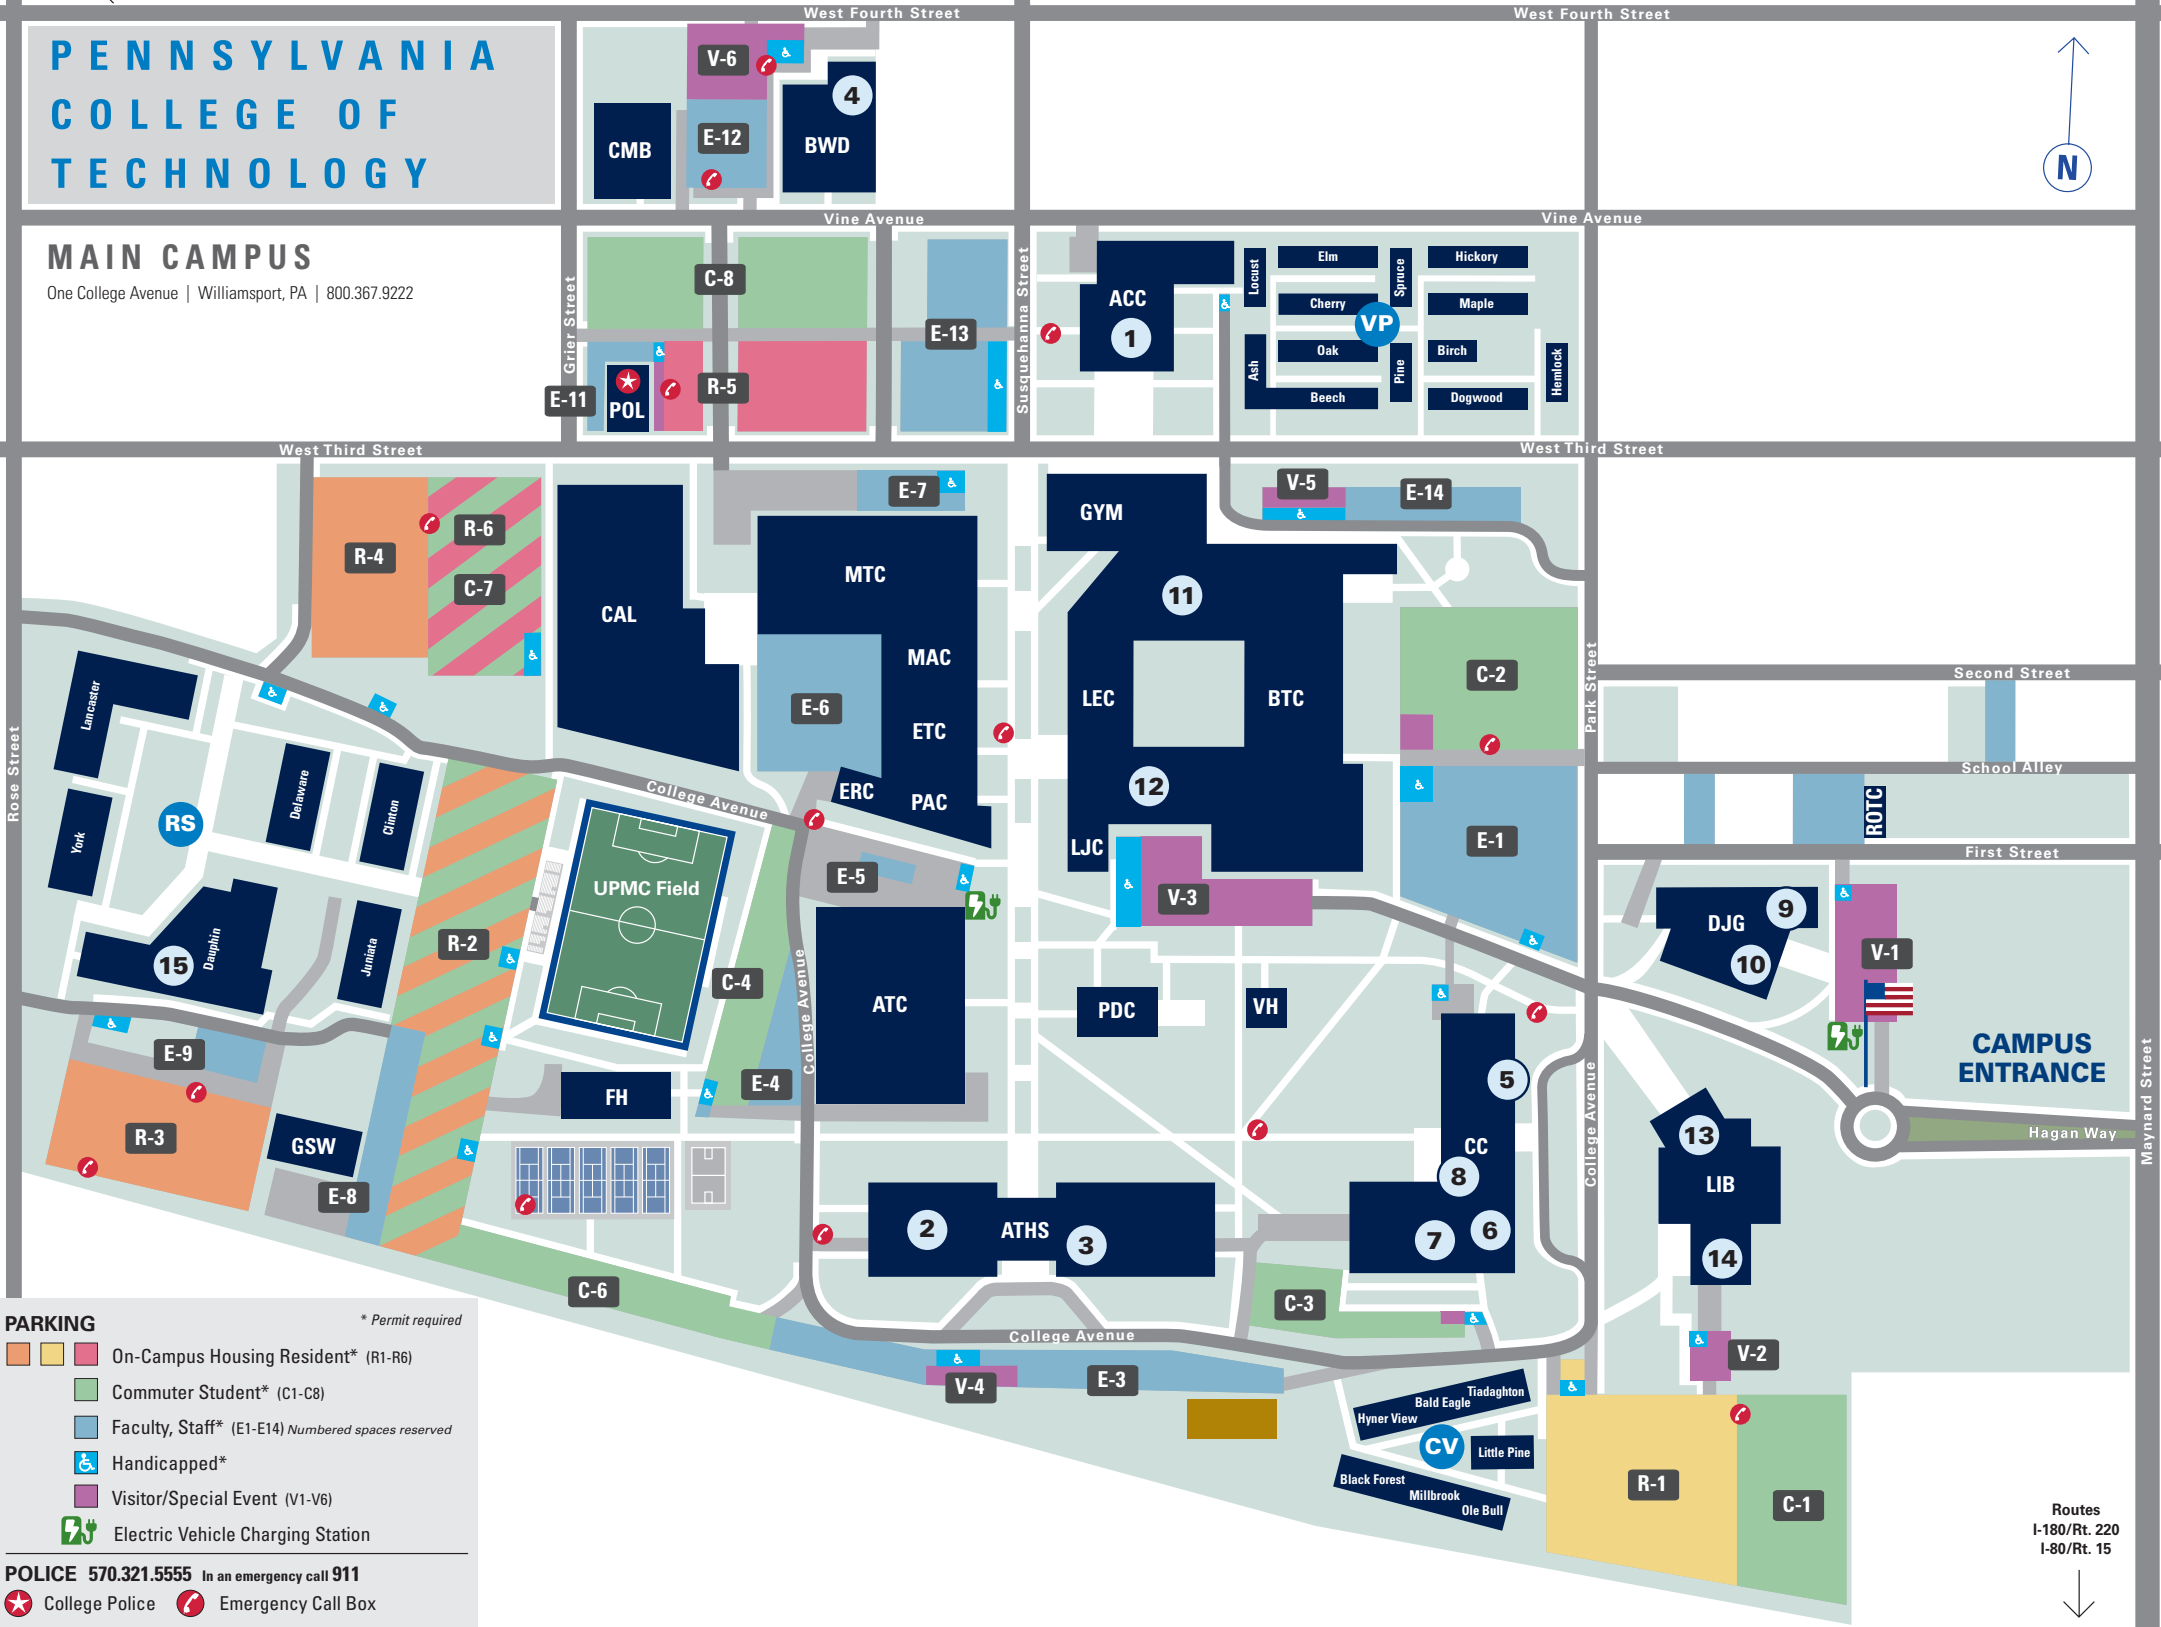 PENNSYLVANIA
COLLEGE OF
TECHNOLOGY
MAIN CAMPUS
One College Avenue | Williamsport, PA | 800.367.9222
West Fourth Street
West Fourth Street
V-6
4
E-12
CMB
BWD
N
Vine Avenue
Vine Avenue
Grier Street
C-8
E-13
Susquehanna Street
ACC
1
E-11
POL
R-5
Locust
Elm
Spruce
Hickory
Cherry
VP
Maple
Ash
Oak
Pine
Birch
Hemlock
Beech
Dogwood
West Third Street
West Third Street
R-4
R-6
C-7
CAL
E-7
MTC
MAC
E-6
ETC
ERC
PAC
GYM
V-5
E-14
11
LEC
BTC
12
LJC
V-3
C-2
E-1
Park Street
Second Street
School Alley
ROTC
First Street
Rose Street
Lancaster
York
RS
Delaware
Clinton
Dauphin
15
Juniata
R-2
College Avenue
UPMC Field
E-5
C-4
College Avenue
ATC
E-4
PDC
VH
DJG
9
10
V-1
CAMPUS
ENTRANCE
Maynard Street
Hagan Way
E-9
R-3
GSW
E-8
FH
5
CC
8
7
6
College Avenue
13
LIB
14
2
ATHS
3
C-6
C-3
College Avenue
V-4
E-3
V-2
Tiadaghton
Bald Eagle
Hyner View
CV
Little Pine
Black Forest
Millbrook
Ole Bull
R-1
C-1
Routes
I-180/Rt. 220
I-80/Rt. 15
PARKING
* Permit required
On-Campus Housing Resident* (R1-R6)
Commuter Student* (C1-C8)
Faculty, Staff* (E1-E14) Numbered spaces reserved
Handicapped*
Visitor/Special Event (V1-V6)
Electric Vehicle Charging Station
POLICE 570.321.5555 In an emergency call 911
College Police
Emergency Call Box